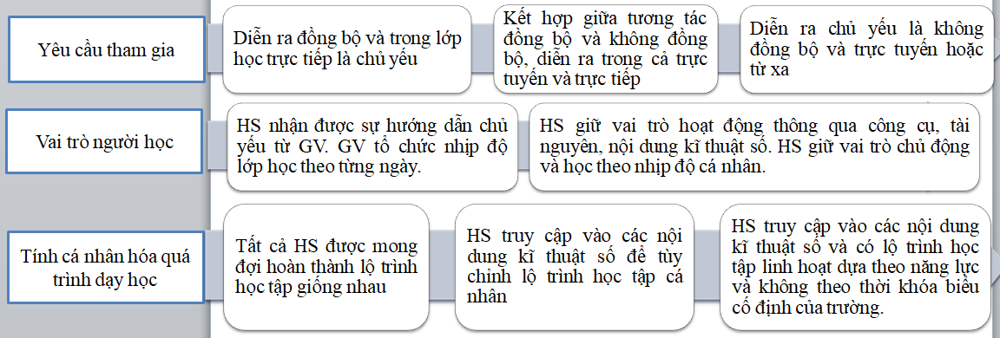 Yêu cầu tham gia
Diễn ra đồng bộ và trong lớp
học trực tiếp là chủ yếu
Kết hợp giữa tương tác
đồng bộ và không đồng
bộ, diễn ra trong cả trực
tuyến và trực tiếp
Diễn ra chủ yếu là không
đồng bộ và trực tuyến hoặc
từ xa
Vai trò người học
HS nhận được sự hướng dẫn chủ
yếu từ GV. GV tổ chức nhịp độ
lớp học theo từng ngày.
HS giữ vai trò hoạt động thông qua công cụ, tài
nguyên, nội dung kĩ thuật số. HS giữ vai trò chủ động
và học theo nhịp độ cá nhân.
Tính cá nhân hóa quá
trình dạy học
Tất cả HS được mong
đợi hoàn thành lộ trình
học tập giống nhau
HS truy cập vào các nội
dung kĩ thuật số để tùy
chỉnh lộ trình học tập cá
nhân
HS truy cập vào các nội dung
kĩ thuật số và có lộ trình học
tập linh hoạt dựa theo năng lực
và không theo thời khóa biểu
cố định của trường.